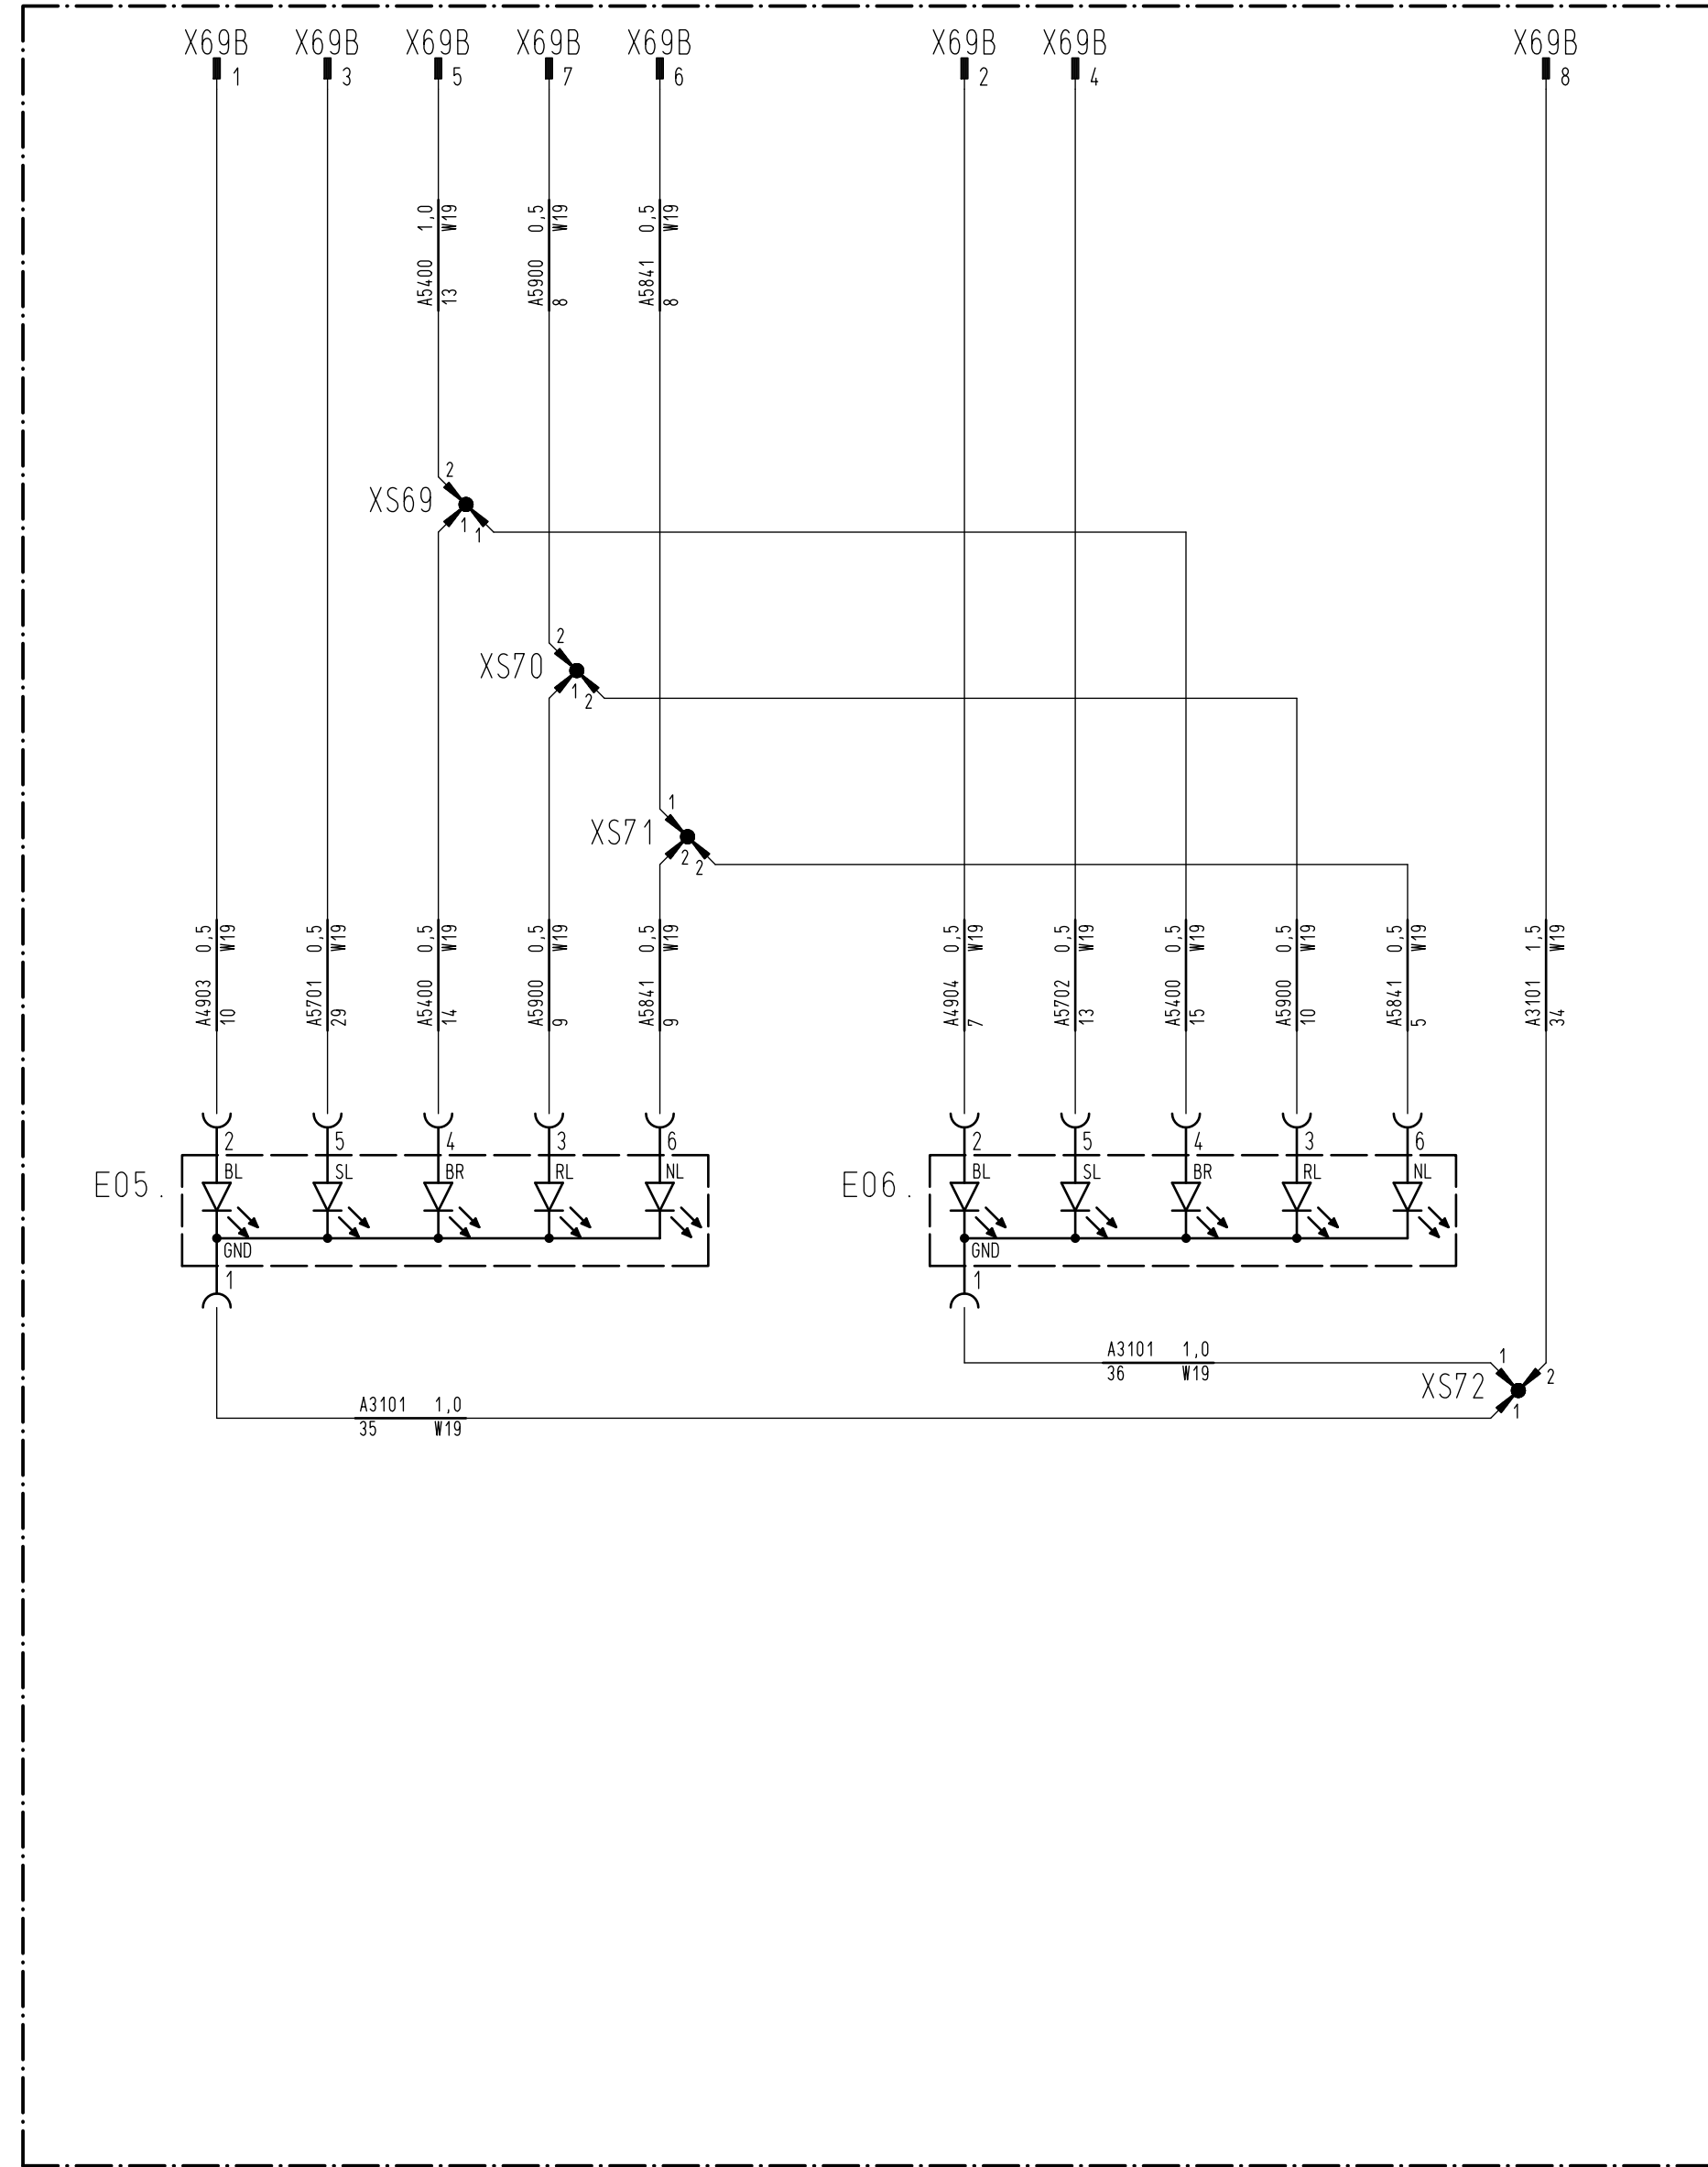 X69B X69B X69B X69B X69B X69B X69B X69B
1 3 5 7 6 2 4 8
A5400 1,0
13 W19
A5900 0,5
8 W19
A5841 0,5
8 W19
2
XS69
1
1
2
XS70
1
2
1
XS71
2
2
A4903 0,5
10 W19
A5701 0,5
29 W19
A5400 0,5
14 W19
A5900 0,5
9 W19
A5841 0,5
9 W19
A4904 0,5
7 W19
A5702 0,5
13 W19
A5400 0,5
15 W19
A5900 0,5
10 W19
A5841 0,5
5 W19
A3101 1,5
34 W19
2 5 4 3 6 2 5 4 3 6
E05. BL SL BR RL NL
E06. BL SL BR RL NL
GND GND
1 1
A3101 1,0
36 W19
1
XS72 2
1
A3101 1,0
35 W19